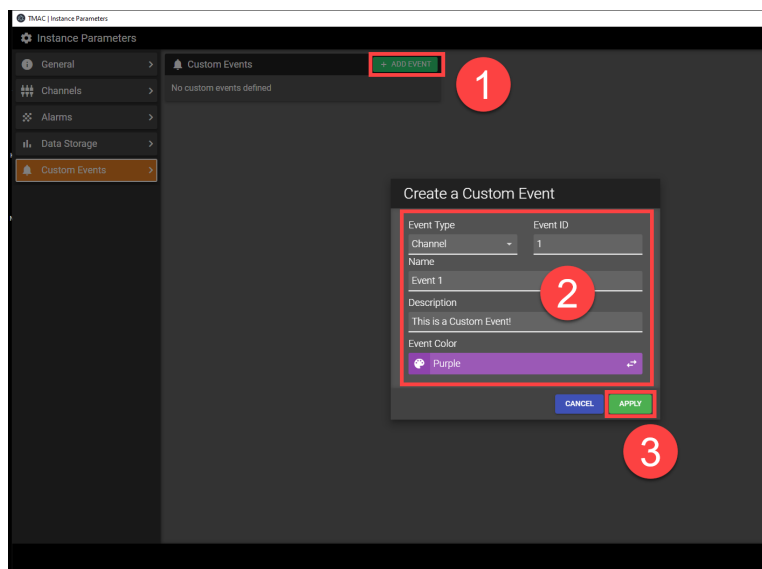 TMAC | Instance Parameters
Instance Parameters
General
Custom Events
+ ADD EVENT
1
Channels
No custom events defined
Alarms
Data Storage
Custom Events
Create a Custom Event
Event Type
Event ID
Channel
1
Name
Event 1
2
Description
This is a Custom Event!
Event Color
Purple
CANCEL
APPLY
3